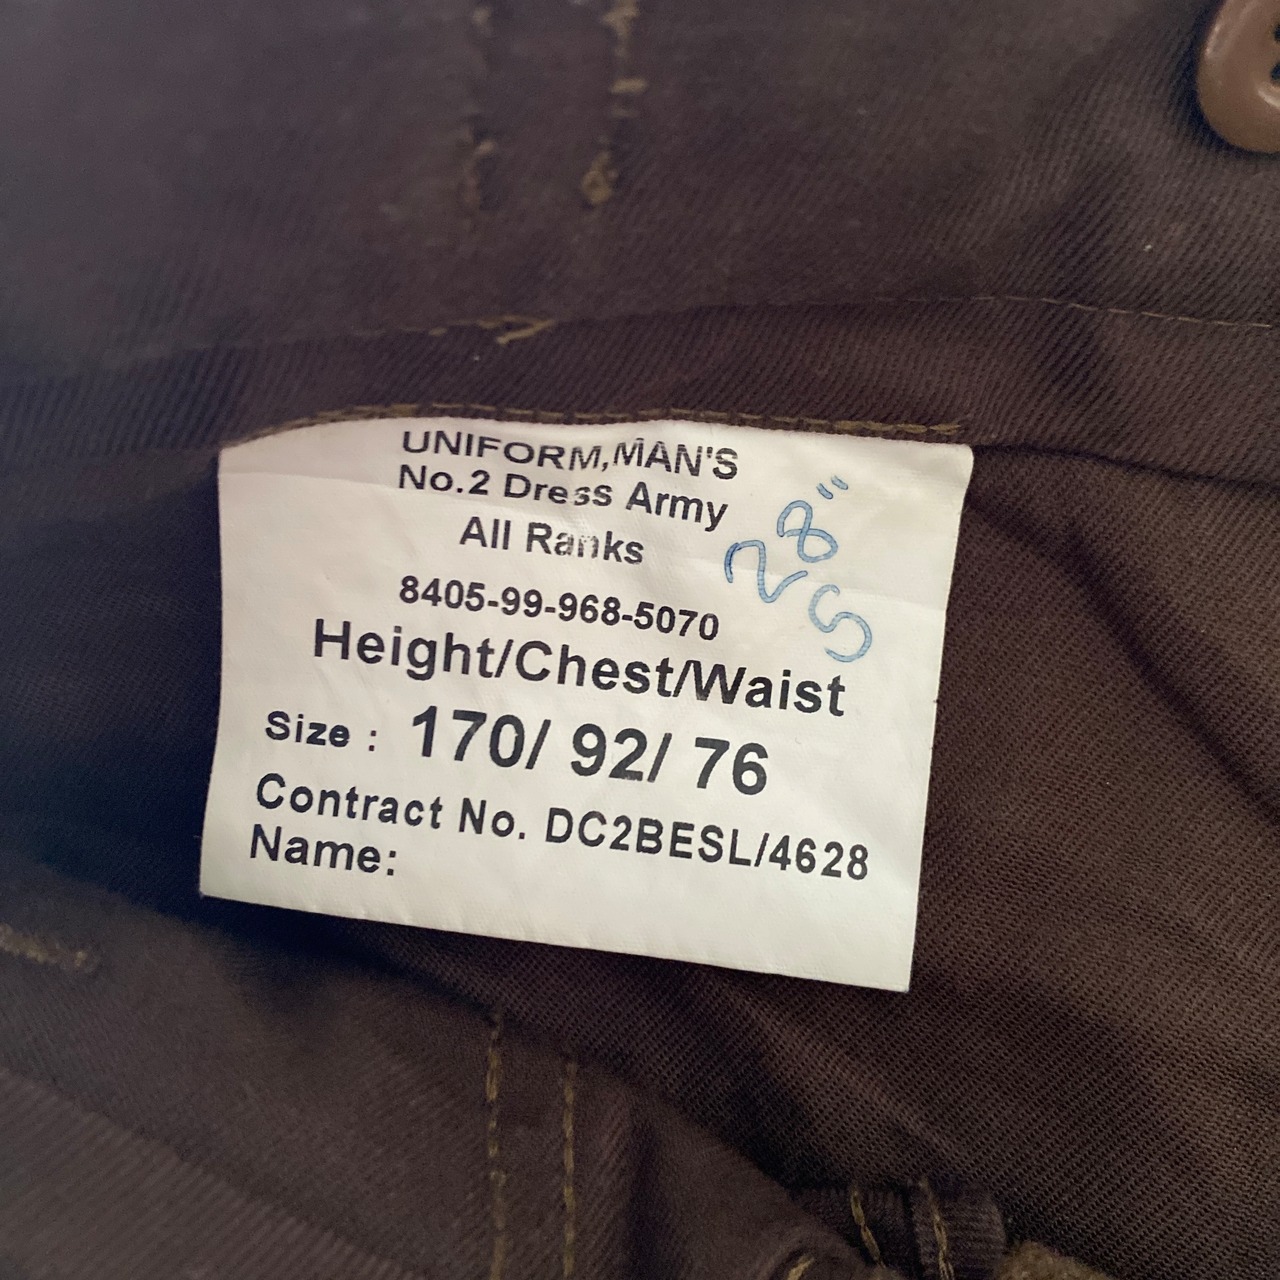 UNIFORM,MAN'S
No.2 Dress Army
All Ranks
28"
S
8405-99-968-5070
Height/Chest/Waist
Size : 170/ 92/ 76
Contract No. DC2BESL/4628
Name: